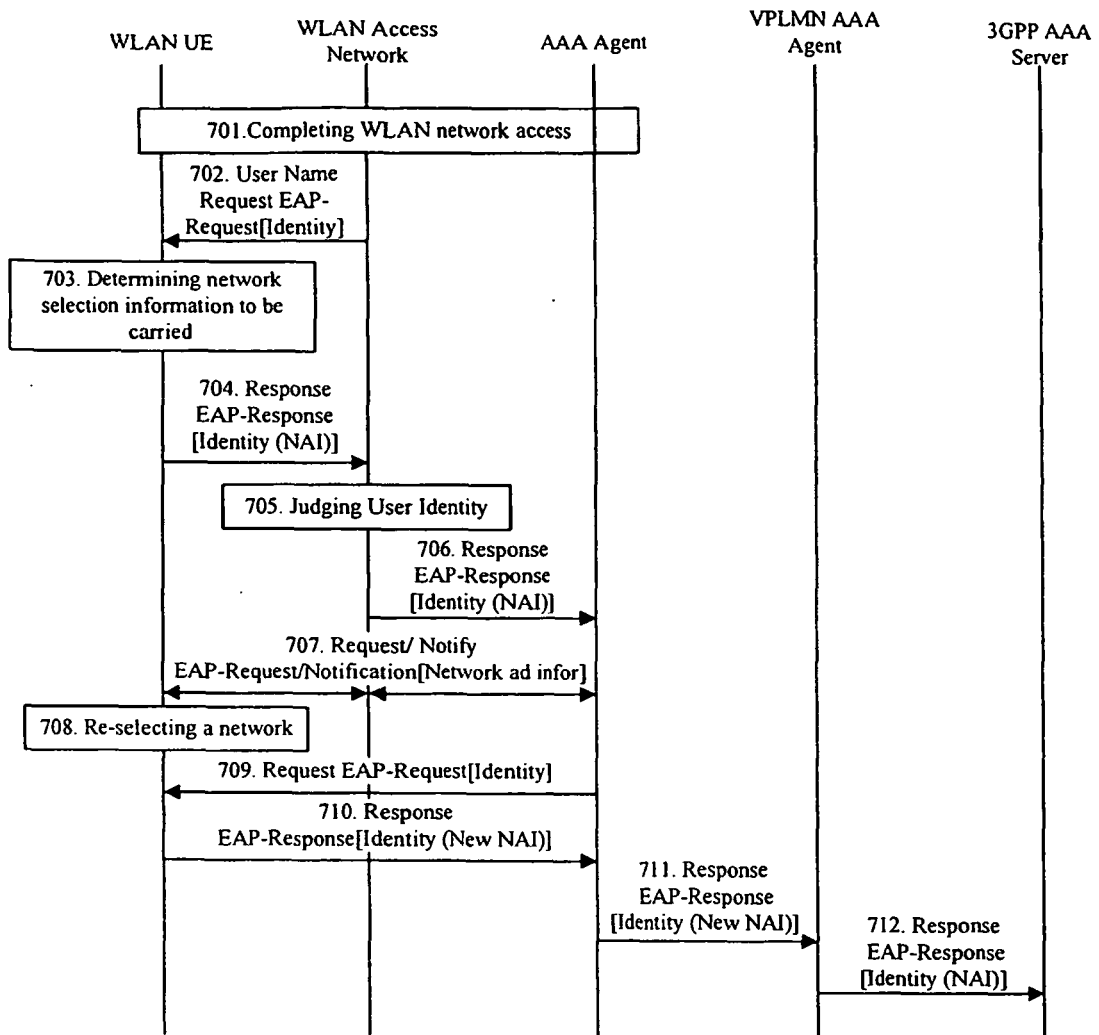 WLAN UE
WLAN Access
Network
AAA Agent
VPLMN AAA
Agent
3GPP AAA
Server
701.Completing WLAN network access
702. User Name
Request EAP-
Request[Identity]
703. Determining network
selection information to be
carried
704. Response
EAP-Response
[Identity (NAI)]
705. Judging User Identity
706. Response
EAP-Response
[Identity (NAI)]
707. Request/ Notify
EAP-Request/Notification[Network ad infor]
708. Re-selecting a network
709. Request EAP-Request[Identity]
710. Response
EAP-Response[Identity (New NAI)]
711. Response
EAP-Response
[Identity (New NAI)]
712. Response
EAP-Response
[Identity (New NAI)]